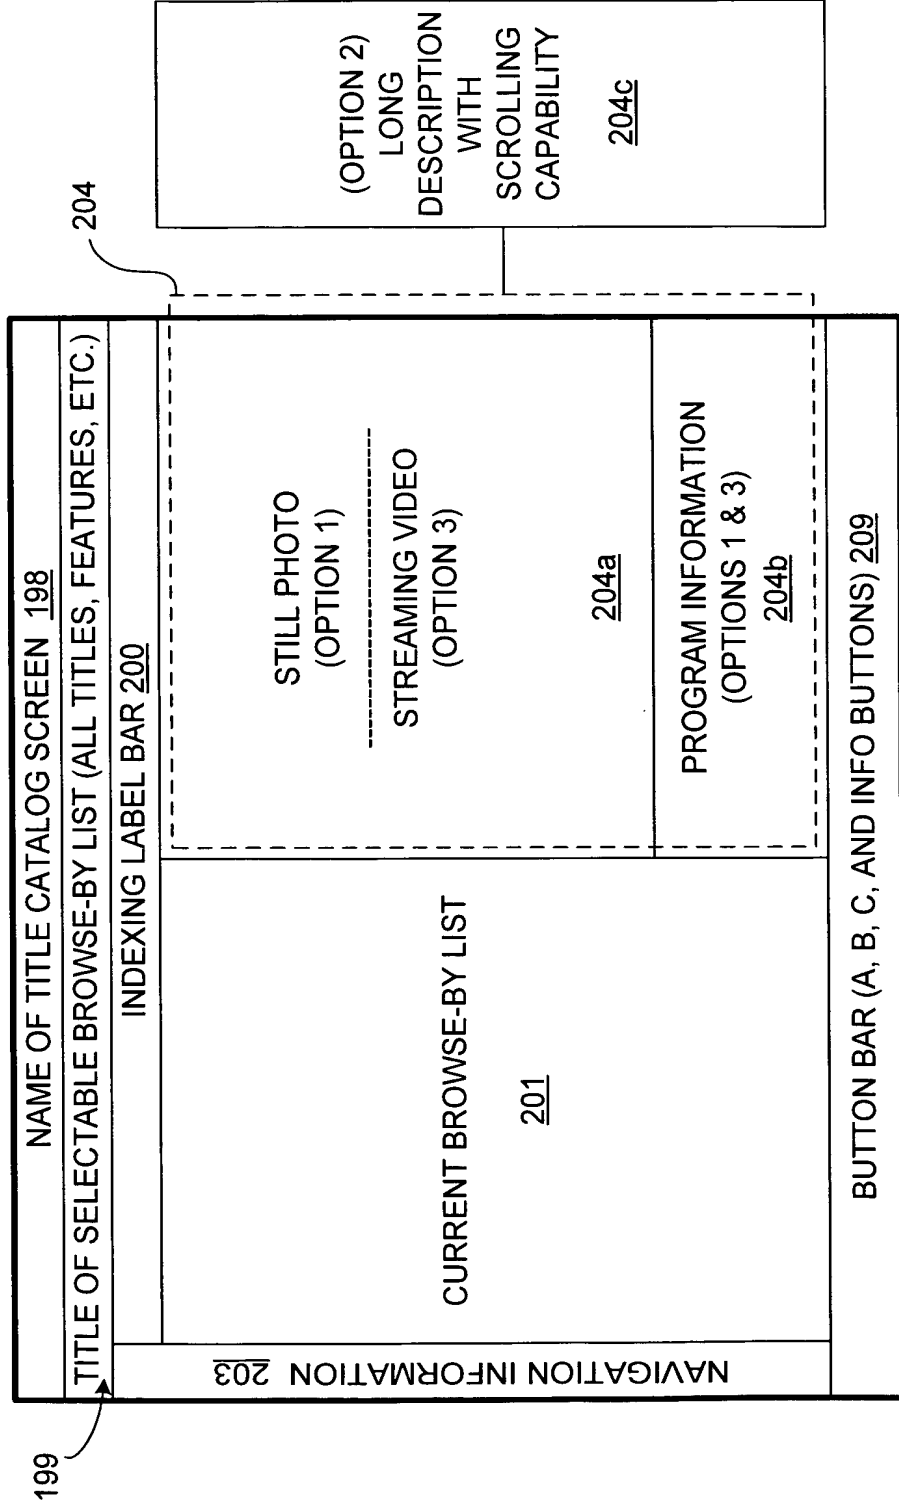 NAME OF TITLE CATALOG SCREEN 198
TITLE OF SELECTABLE BROWSE-BY LIST (ALL TITLES, FEATURES, ETC.)
199
INDEXING LABEL BAR 200
204
NAVIGATION INFORMATION 203
CURRENT BROWSE-BY LIST
201
STILL PHOTO
(OPTION 1)
STREAMING VIDEO
(OPTION 3)
204a
PROGRAM INFORMATION
(OPTIONS 1 & 3)
204b
(OPTION 2)
LONG
DESCRIPTION
WITH
SCROLLING
CAPABILITY
204c
BUTTON BAR (A, B, C, AND INFO BUTTONS) 209